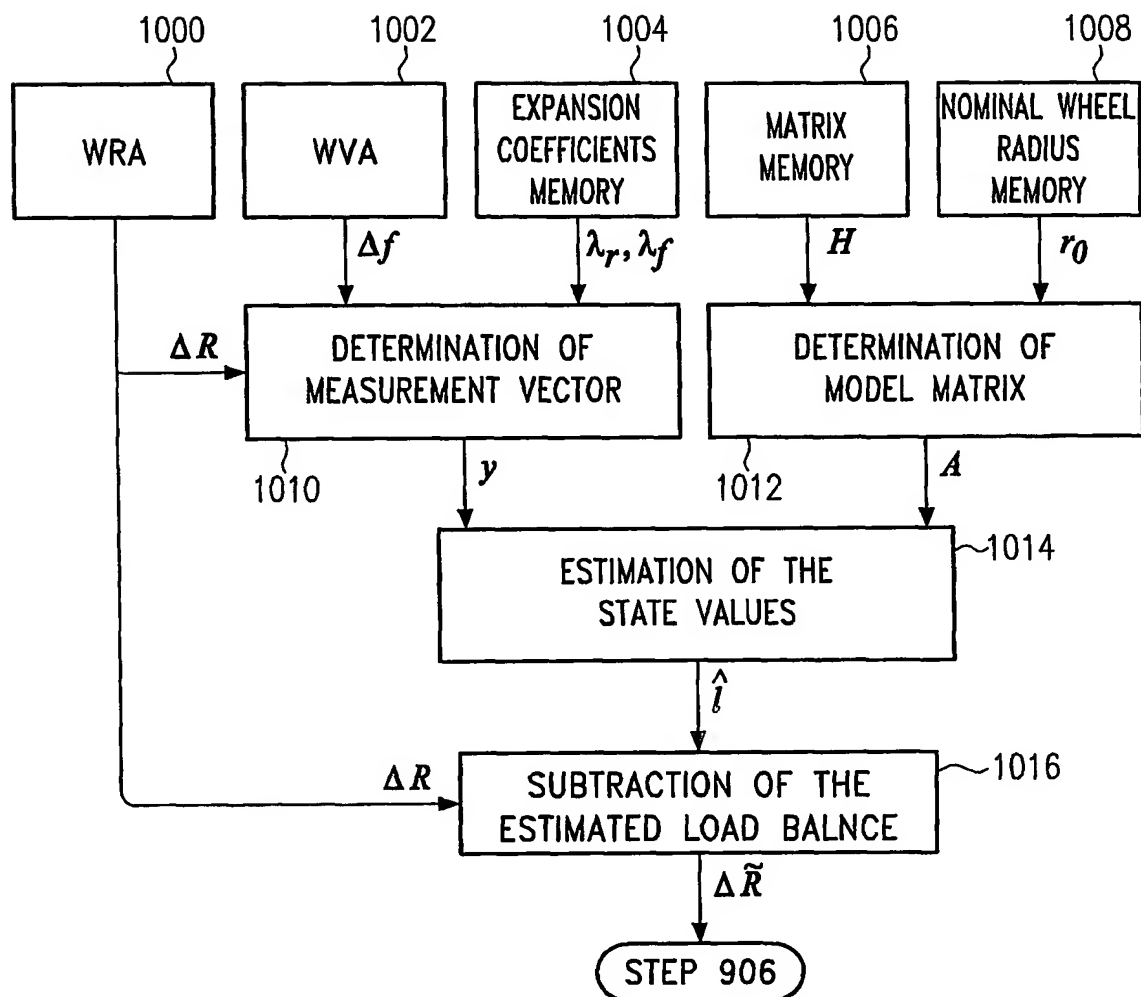 1000
1002
1004
1006
1008
WRA
WVA
EXPANSION
COEFFICIENTS
MEMORY
MATRIX
MEMORY
NOMINAL WHEEL
RADIUS
MEMORY
Δf
λr, λf
H
r0
ΔR
DETERMINATION OF
MEASUREMENT VECTOR
DETERMINATION OF
MODEL MATRIX
1010
y
1012
A
ESTIMATION OF THE
STATE VALUES
1014
l̂
ΔR
SUBTRACTION OF THE
ESTIMATED LOAD BALNCE
1016
ΔR̃
STEP 906